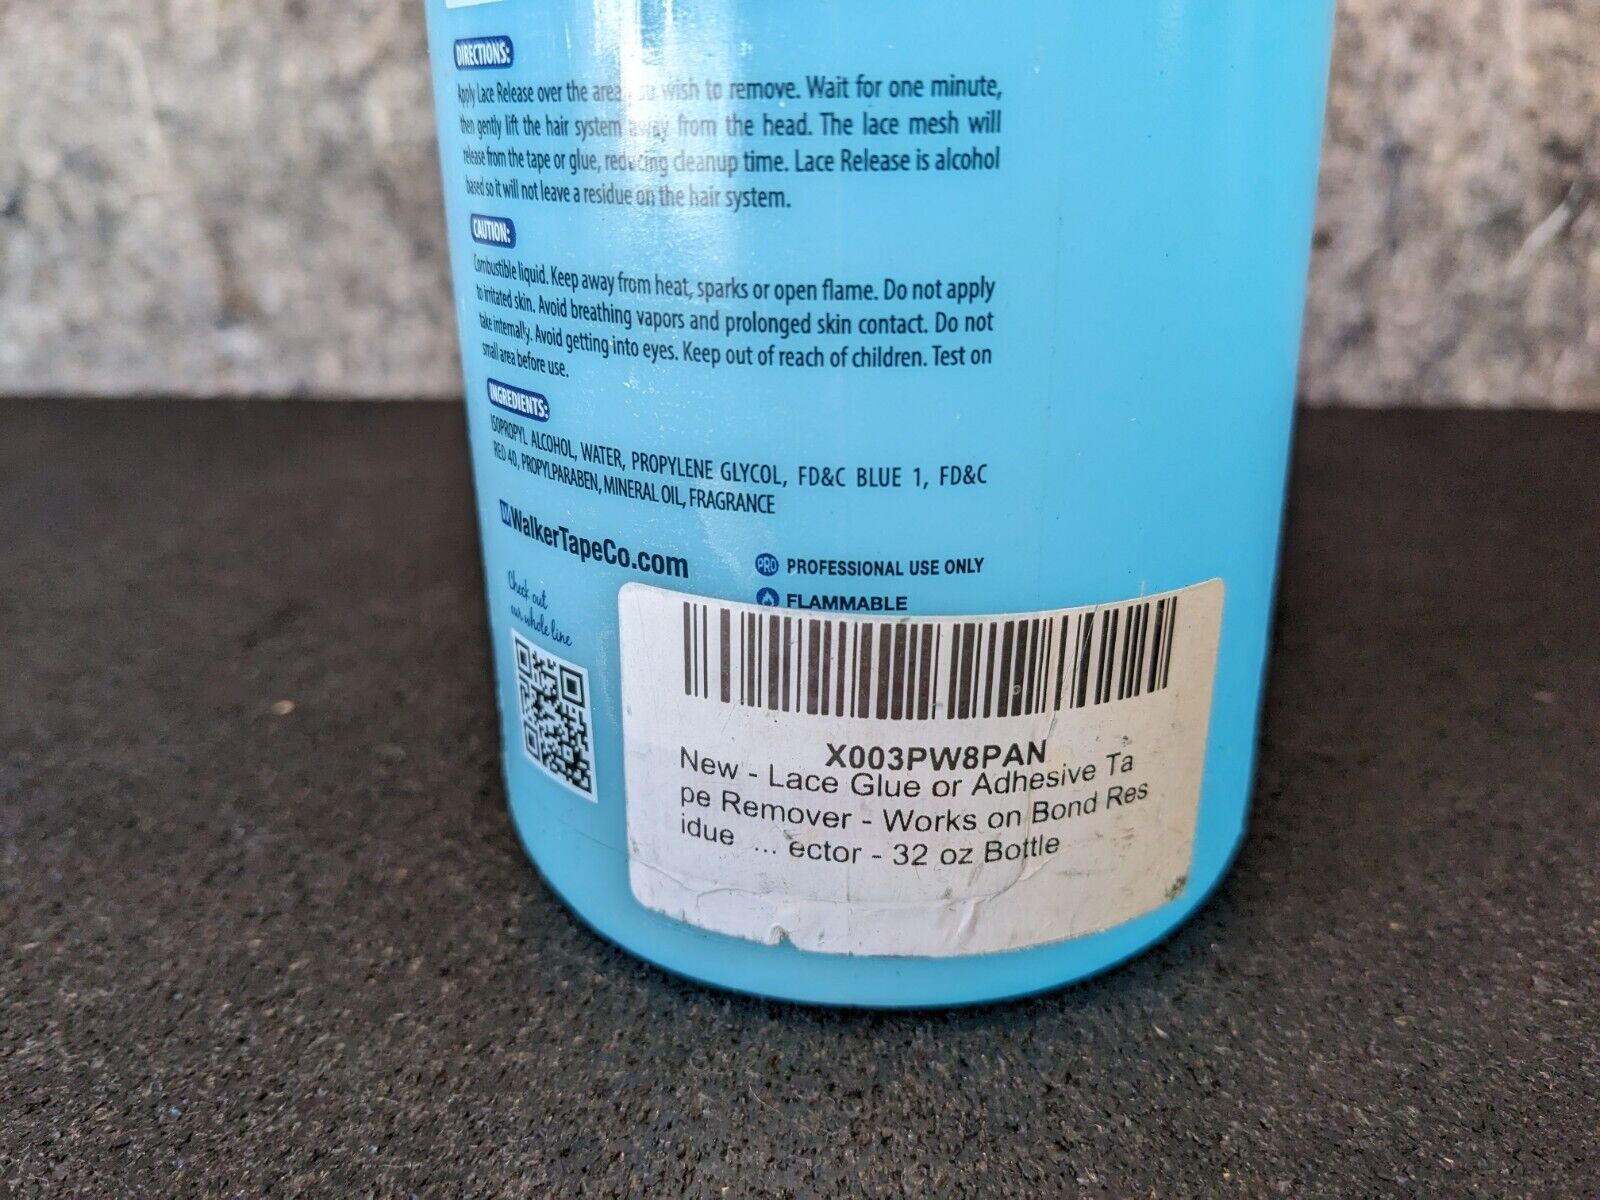 DIRECTIONS:
Apply Lace Release over the area you wish to remove. Wait for one minute,
then gently lift the hair system away from the head. The lace mesh will
release from the tape or glue, reducing cleanup time. Lace Release is alcohol
based so it will not leave a residue on the hair system.
CAUTION:
Combustible liquid. Keep away from heat, sparks or open flame. Do not apply
to irritated skin. Avoid breathing vapors and prolonged skin contact. Do not
take internally. Avoid getting into eyes. Keep out of reach of children. Test on
small area before use.
INGREDIENTS:
ISOPROPYL ALCOHOL, WATER, PROPYLENE GLYCOL, FD&C BLUE 1, FD&C
RED 40, PROPYLPARABEN, MINERAL OIL, FRAGRANCE
W WalkerTapeCo.com
PRO PROFESSIONAL USE ONLY
FLAMMABLE
Check out
our whole line
X003PW8PAN
New - Lace Glue or Adhesive Ta
pe Remover - Works on Bond Res
idue ... ector - 32 oz Bottle